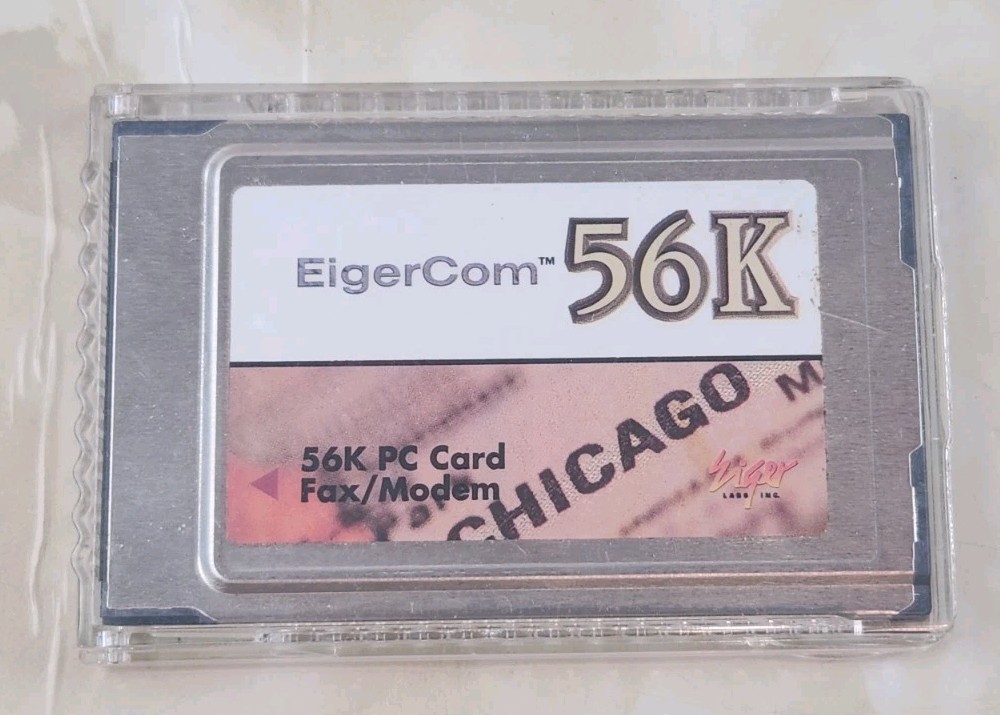 EigerCom™ 56K
CHICAGO
M
56K PC Card
Fax/Modem
Eiger
LABS INC.